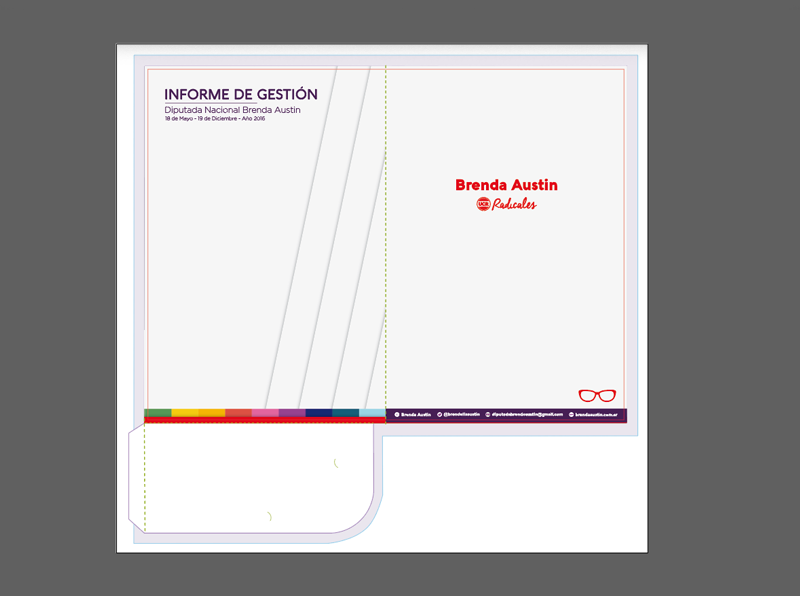 INFORME DE GESTIÓN
Diputada Nacional Brenda Austin
18 de Mayo - 19 de Diciembre - Año 2016
Brenda Austin
UCR Radicales
Brenda Austin
@brendalisaustin
diputadabrendaaustin@gmail.com
brendaaustin.com.ar